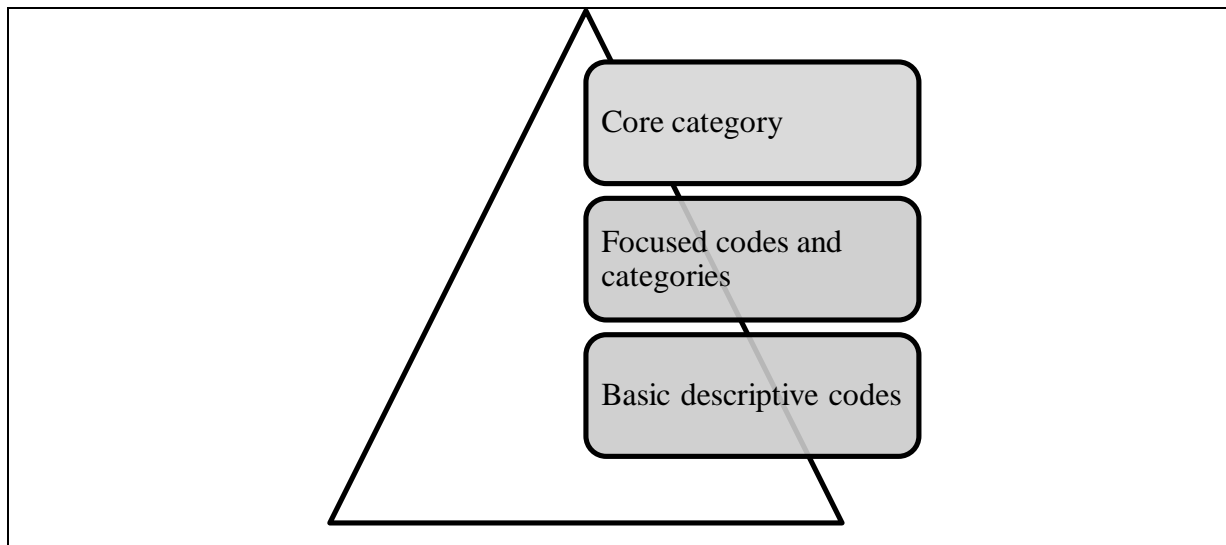 Core category
Focused codes and
categories
Basic descriptive codes